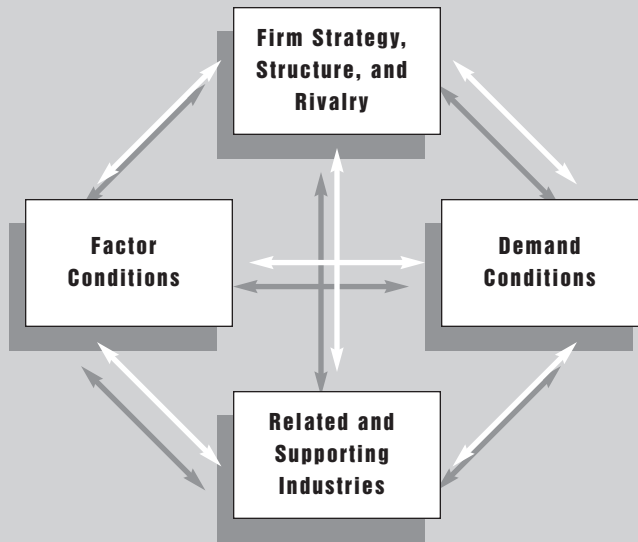 Firm Strategy,
Structure, and
Rivalry
Factor
Conditions
Demand
Conditions
Related and
Supporting
Industries